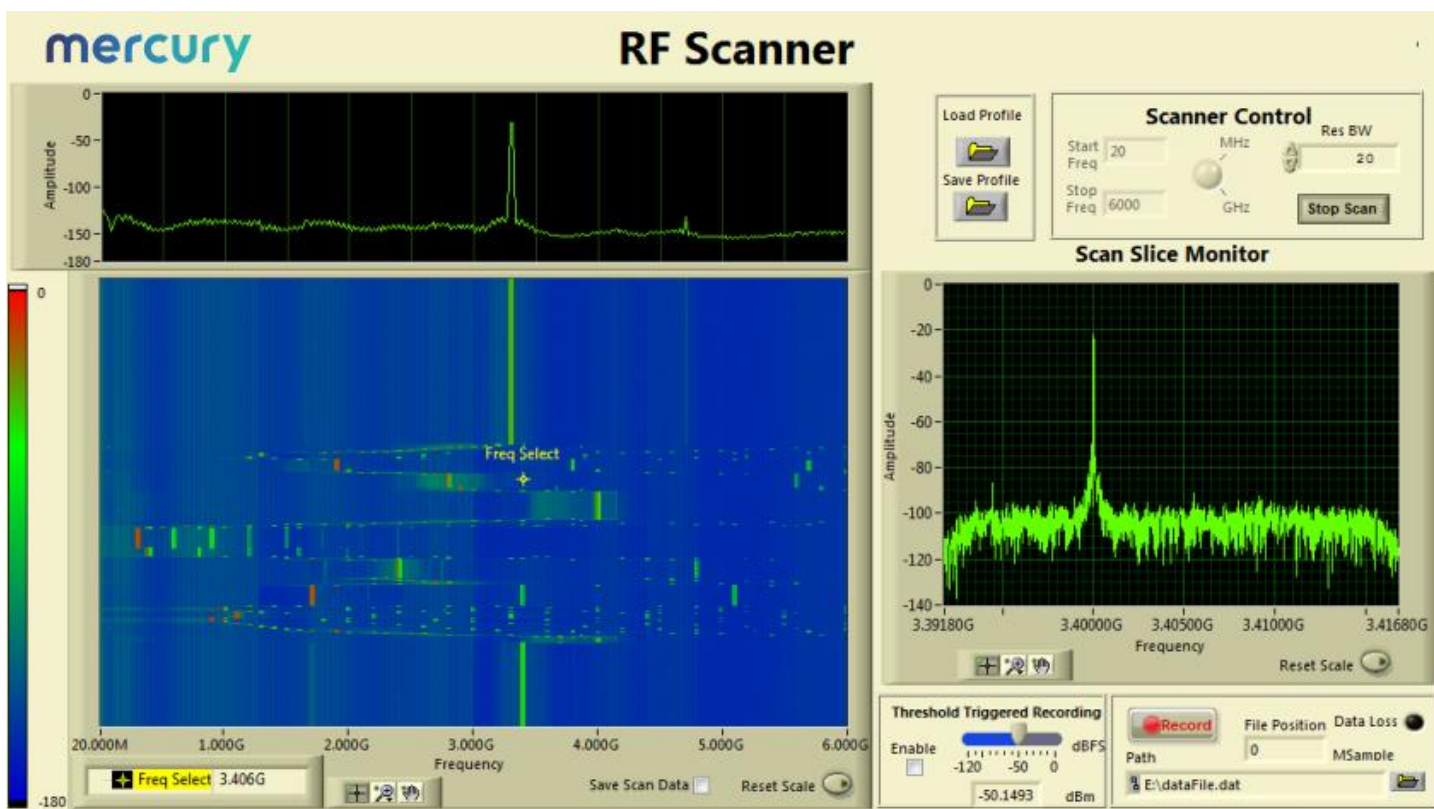 mercury
RF Scanner
0
-50
-100
-150
-180
Amplitude
Load Profile
Save Profile
Scanner Control
Start Freq 20
MHz
Res BW
20
Stop Freq 6000
GHz
Stop Scan
Scan Slice Monitor
0
-180
Freq Select
20.000M 1.000G 2.000G 3.000G 4.000G 5.000G 6.000G
Frequency
Freq Select 3.406G
Save Scan Data
Reset Scale
0
-20
-40
-60
-80
-100
-120
-140
Amplitude
3.39180G 3.40000G 3.40500G 3.41000G 3.41680G
Frequency
Reset Scale
Threshold Triggered Recording
Enable
dBFS
-120 -50 0
-50.1493 dBm
Record
File Position
Data Loss
0
MSample
Path
E:\dataFile.dat